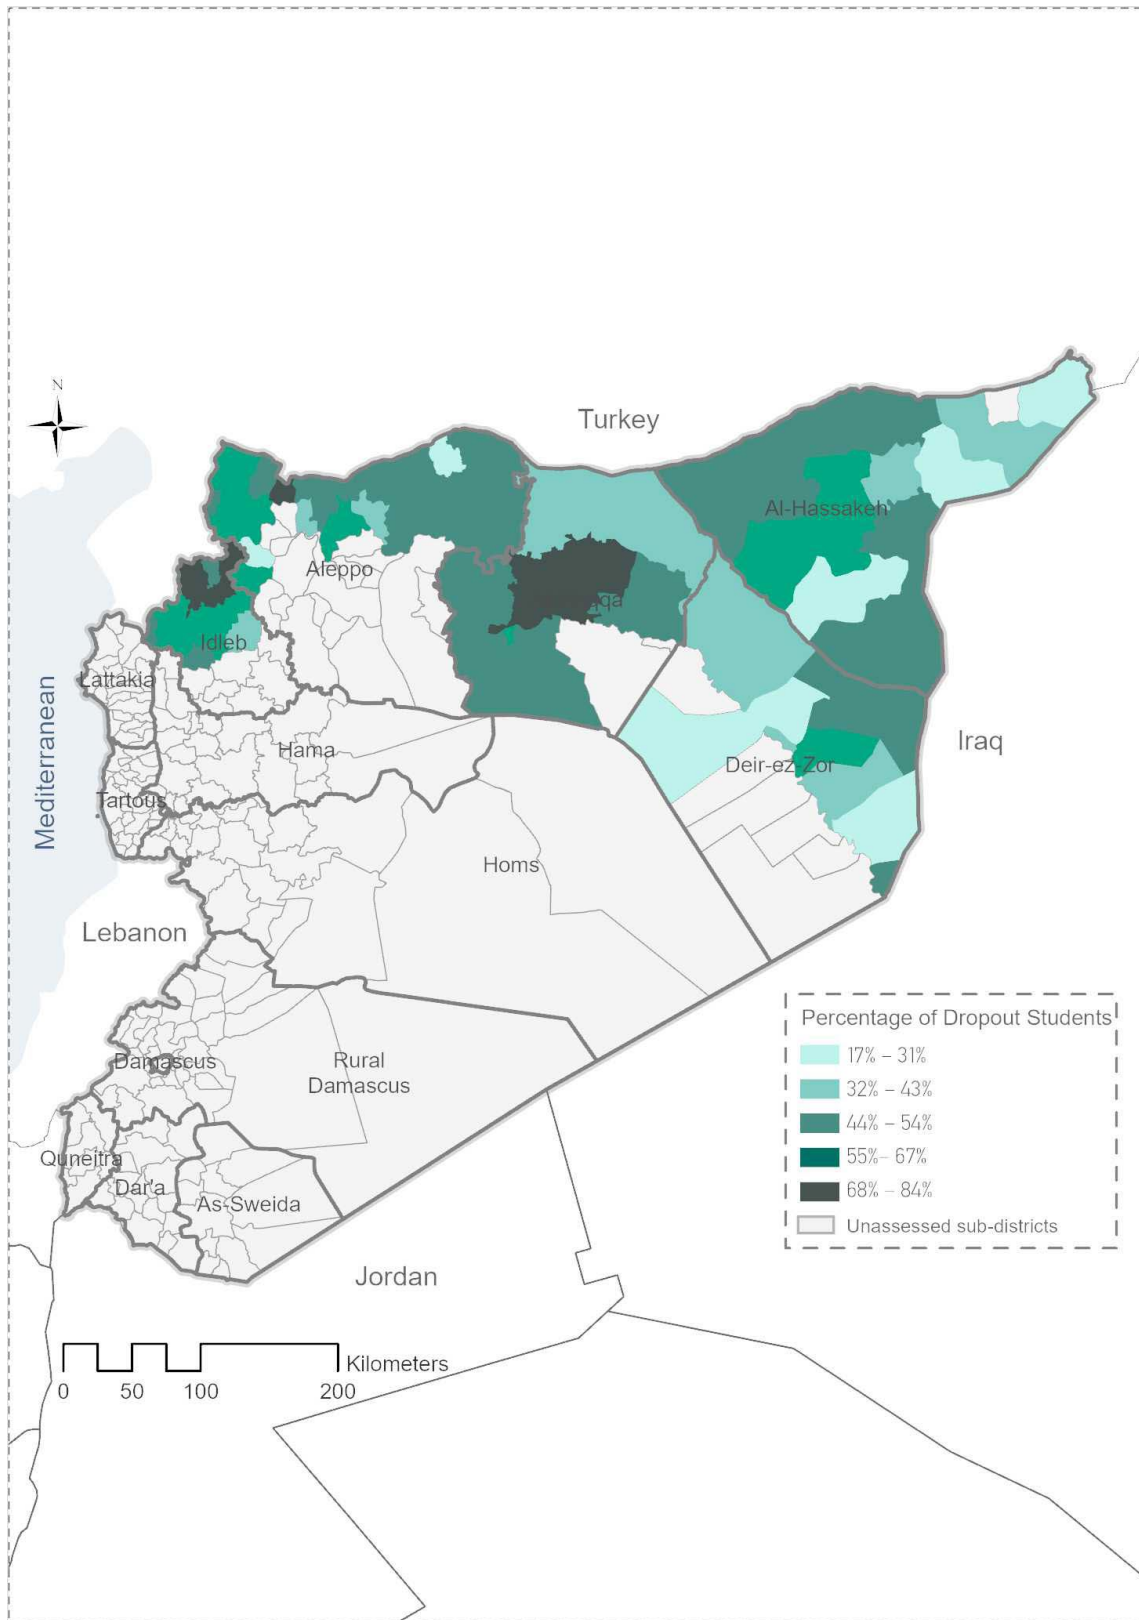 N
Turkey
Al-Hassakeh
Aleppo
Idleb
Lattakia
Mediterranean
Hama
Deir-ez-Zor
Iraq
Tartous
Homs
Lebanon
Damascus
Rural
Damascus
Quneitra
Dar'a
As-Sweida
Jordan
Percentage of Dropout Students
17% – 31%
32% – 43%
44% – 54%
55%– 67%
68% – 84%
Unassessed sub-districts
Kilometers
0 50 100 200